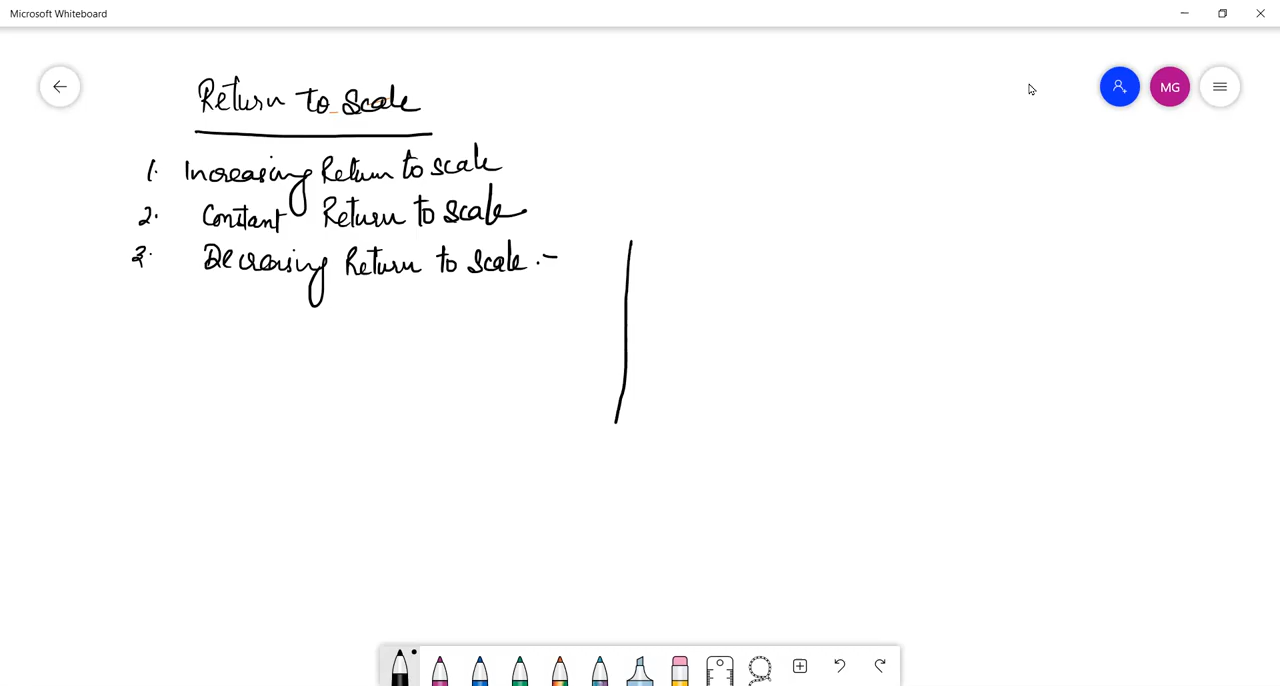 Microsoft Whiteboard
MG
Return to scale
1. Increasing Return to scale
2. Constant Return to scale
3. Decreasing Return to scale :-